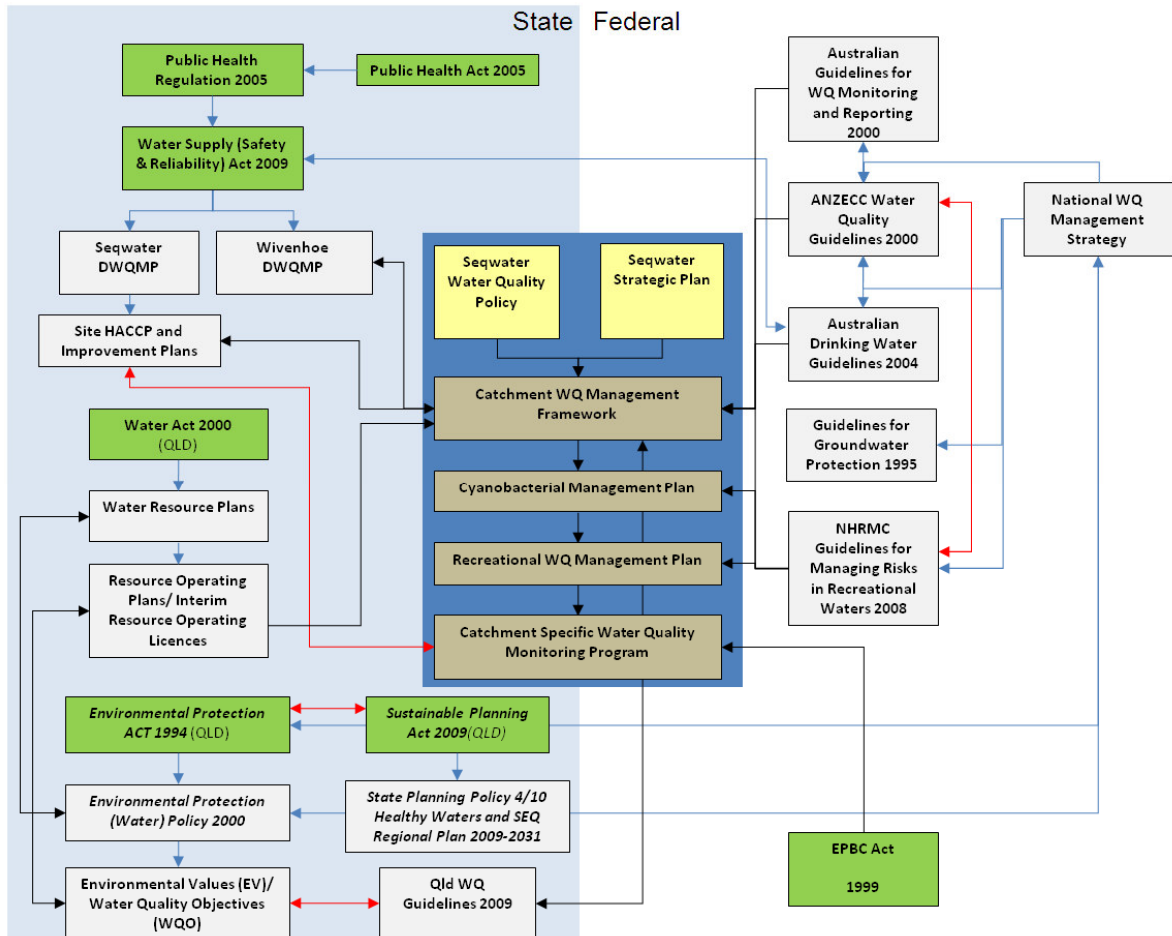 State Federal
Public Health
Regulation 2005
Public Health Act 2005
Water Supply (Safety
& Reliability) Act 2009
Seqwater
DWQMP
Wivenhoe
DWQMP
Site HACCP and
Improvement Plans
Water Act 2000
(QLD)
Water Resource Plans
Resource Operating
Plans/ Interim
Resource Operating
Licences
Environmental Protection
ACT 1994 (QLD)
Sustainable Planning
Act 2009(QLD)
Environmental Protection
(Water) Policy 2000
State Planning Policy 4/10
Healthy Waters and SEQ
Regional Plan 2009-2031
Environmental Values (EV)/
Water Quality Objectives
(WQO)
Qld WQ
Guidelines 2009
Seqwater
Water Quality
Policy
Seqwater
Strategic Plan
Catchment WQ Management
Framework
Cyanobacterial Management Plan
Recreational WQ Management Plan
Catchment Specific Water Quality
Monitoring Program
Australian
Guidelines for
WQ Monitoring
and Reporting
2000
ANZECC Water
Quality
Guidelines 2000
National WQ
Management
Strategy
Australian
Drinking Water
Guidelines 2004
Guidelines for
Groundwater
Protection 1995
NHRMC
Guidelines for
Managing Risks
in Recreational
Waters 2008
EPBC Act
1999